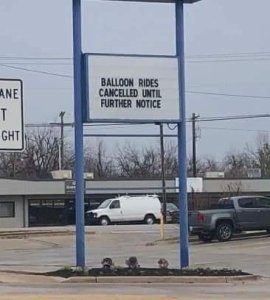 BALLOON RIDES
CANCELLED UNTIL
FURTHER NOTICE
ANE
T
GHT